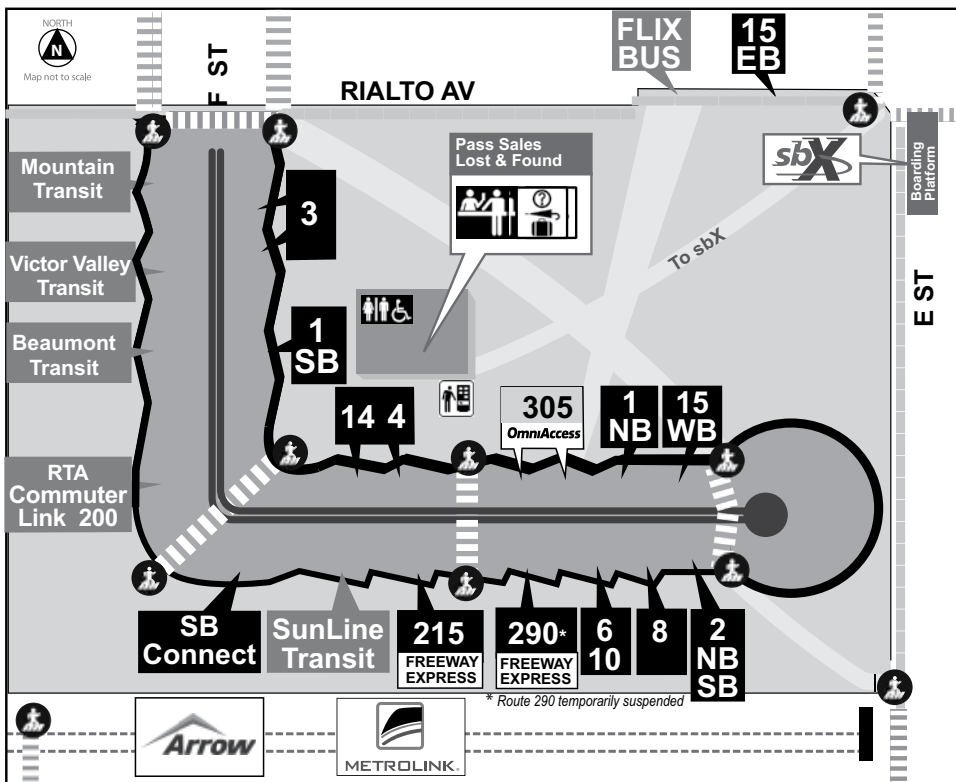 NORTH
N
Map not to scale
F ST
RIALTO AV
FLIX
BUS
15
EB
sbX
Boarding
Platform
Pass Sales
Lost & Found
?
Mountain
Transit
3
To sbX
Victor Valley
Transit
E ST
Beaumont
Transit
1
SB
14 4
305
OmniAccess
1
NB
15
WB
RTA
Commuter
Link 200
SB
Connect
SunLine
Transit
215
FREEWAY
EXPRESS
290*
FREEWAY
EXPRESS
6
10
8
2
NB
SB
* Route 290 temporarily suspended
Arrow
METROLINK.